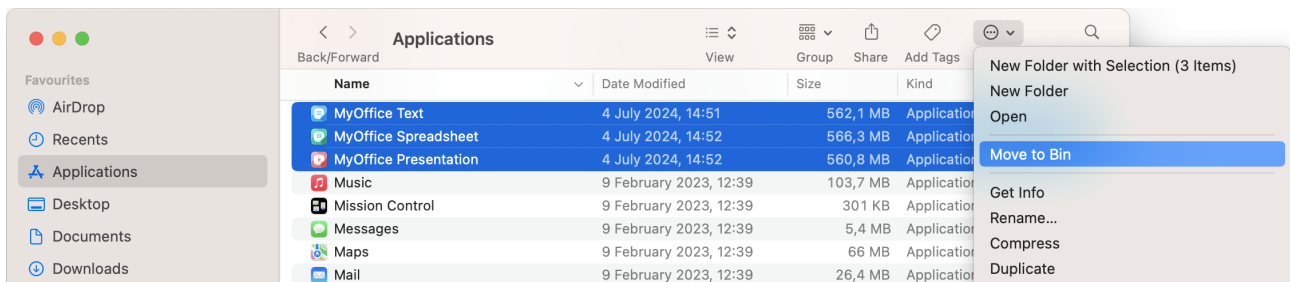 Applications
Back/Forward
View
Group
Share
Add Tags
Favourites
AirDrop
Recents
Applications
Desktop
Documents
Downloads
Name Date Modified Size Kind
MyOffice Text 4 July 2024, 14:51 562,1 MB Application
MyOffice Spreadsheet 4 July 2024, 14:52 566,3 MB Application
MyOffice Presentation 4 July 2024, 14:52 560,8 MB Application
Music 9 February 2023, 12:39 103,7 MB Application
Mission Control 9 February 2023, 12:39 301 KB Application
Messages 9 February 2023, 12:39 5,4 MB Application
Maps 9 February 2023, 12:39 66 MB Application
Mail 9 February 2023, 12:39 26,4 MB Application
New Folder with Selection (3 Items)
New Folder
Open
Move to Bin
Get Info
Rename...
Compress
Duplicate